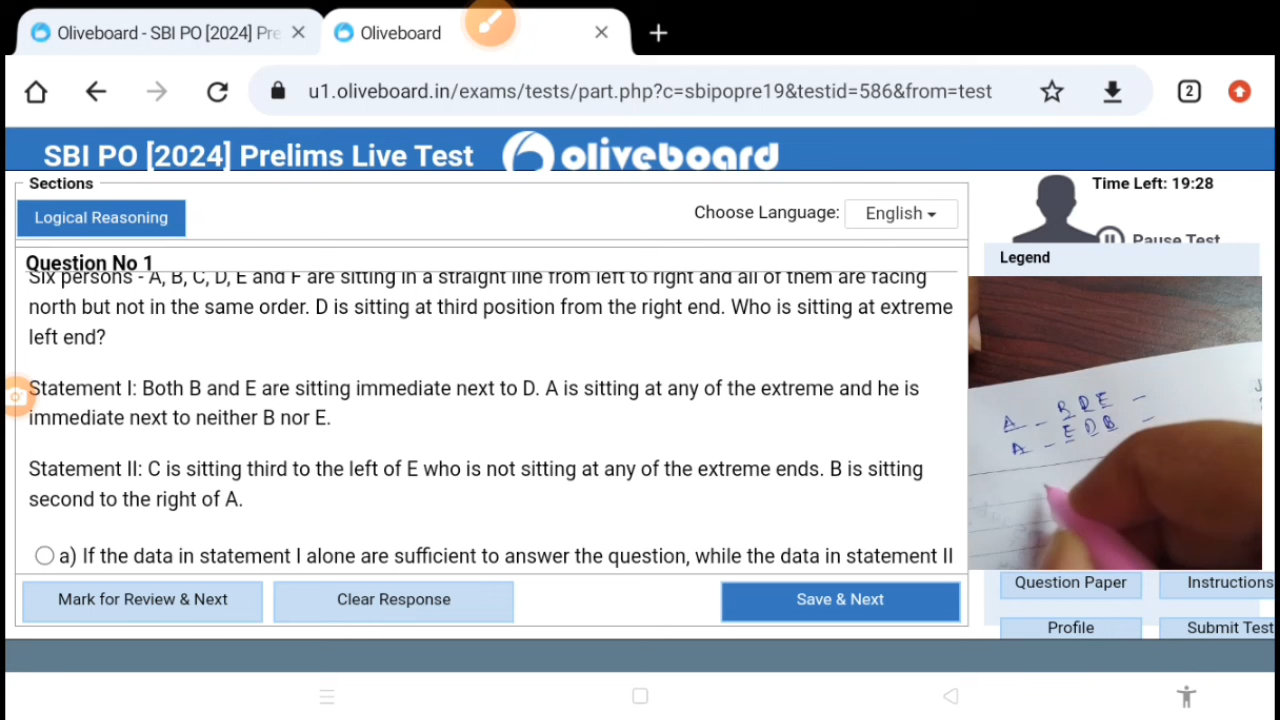 Oliveboard - SBI PO [2024] Pre
Oliveboard
u1.oliveboard.in/exams/tests/part.php?c=sbipopre19&testid=586&from=test
2
SBI PO [2024] Prelims Live Test
oliveboard
Sections
Logical Reasoning
Choose Language:
English
Time Left: 19:28
Pause Test
Question No 1
Legend
Six persons - A, B, C, D, E and F are sitting in a straight line from left to right and all of them are facing
north but not in the same order. D is sitting at third position from the right end. Who is sitting at extreme
left end?
Statement I: Both B and E are sitting immediate next to D. A is sitting at any of the extreme and he is
immediate next to neither B nor E.
Statement II: C is sitting third to the left of E who is not sitting at any of the extreme ends. B is sitting
second to the right of A.
a) If the data in statement I alone are sufficient to answer the question, while the data in statement II
A - B D E -
A - E D B -
Mark for Review & Next
Clear Response
Save & Next
Question Paper
Instructions
Profile
Submit Test